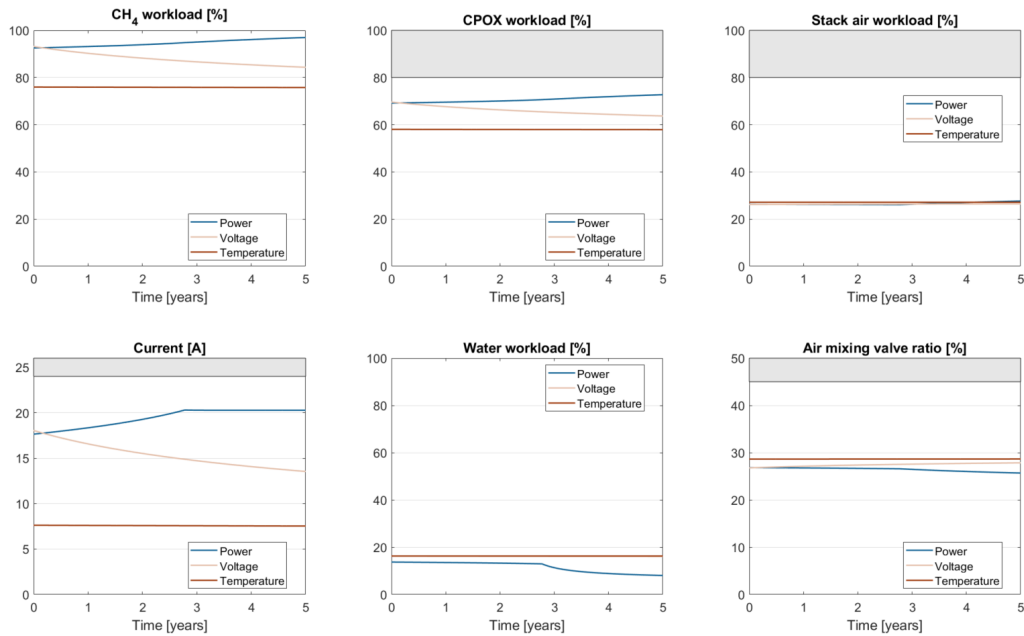 CH4 workload [%]
100
80
60
40
20
0
Power
Voltage
Temperature
0 1 2 3 4 5
Time [years]
CPOX workload [%]
100
80
60
40
20
0
Power
Voltage
Temperature
0 1 2 3 4 5
Time [years]
Stack air workload [%]
100
80
60
40
20
0
Power
Voltage
Temperature
0 1 2 3 4 5
Time [years]
Current [A]
25
20
15
10
5
0
Power
Voltage
Temperature
0 1 2 3 4 5
Time [years]
Water workload [%]
100
80
60
40
20
0
Power
Voltage
Temperature
0 1 2 3 4 5
Time [years]
Air mixing valve ratio [%]
50
40
30
20
10
0
Power
Voltage
Temperature
0 1 2 3 4 5
Time [years]